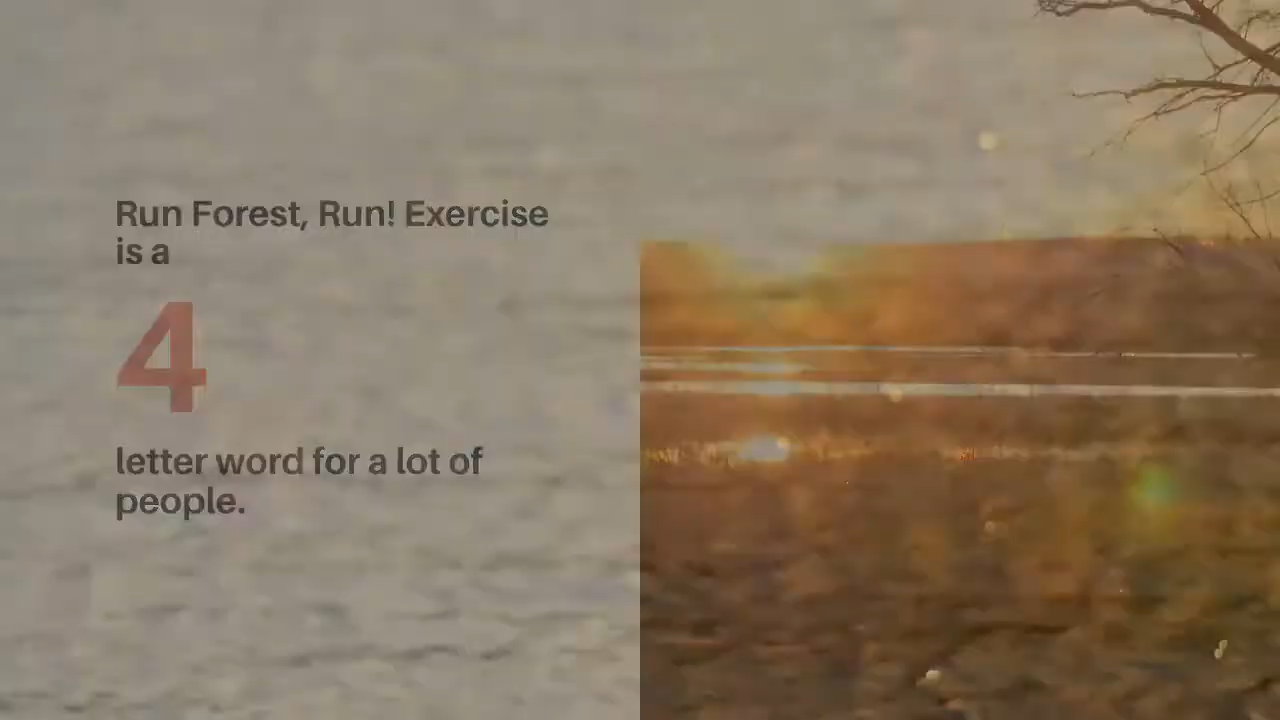 Run Forest, Run! Exercise
is a
4
letter word for a lot of
people.